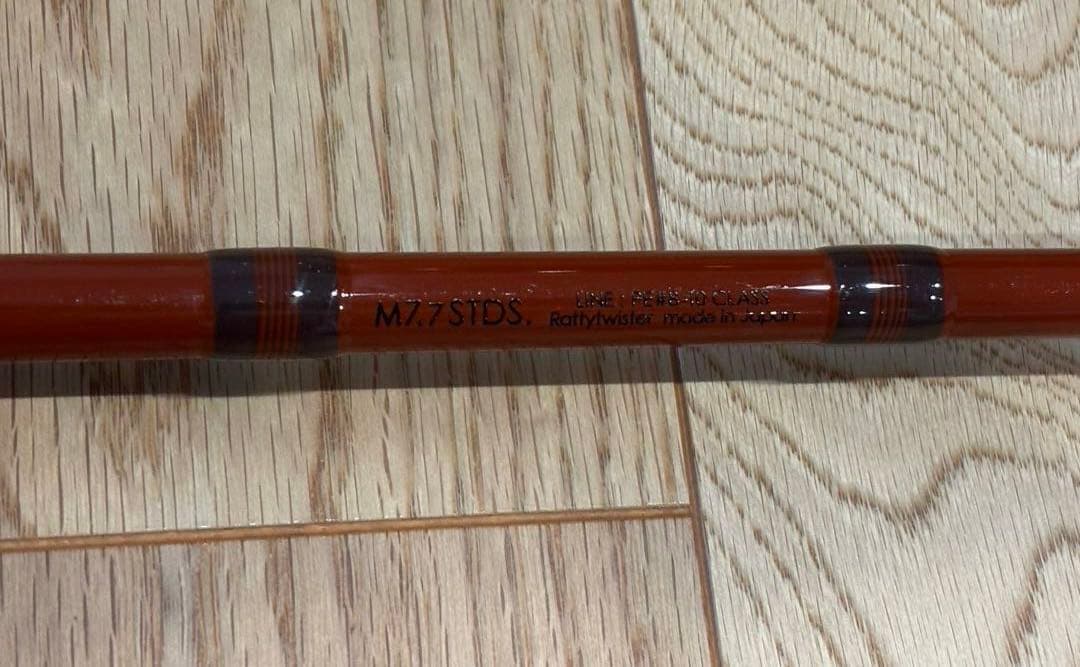 M7.7STDS.
LINE : PE#8-10 CLASS
Rattytwister made in Japan